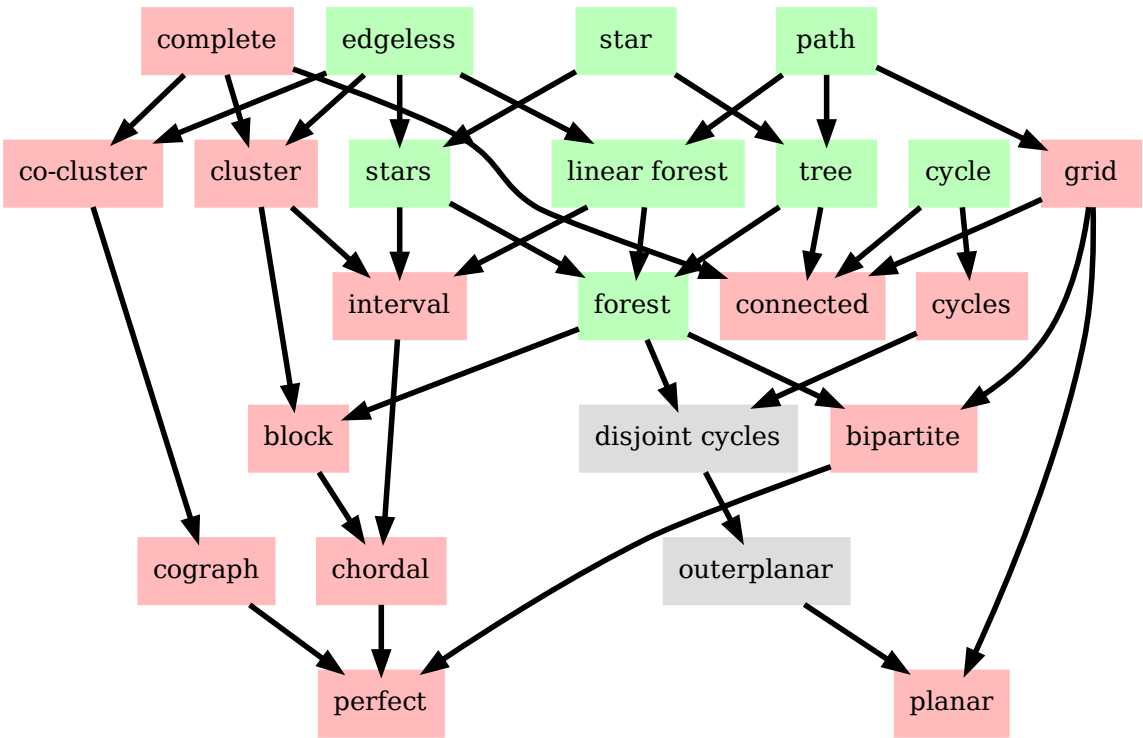 complete
edgeless
star
path
co-cluster
cluster
stars
linear forest
tree
cycle
grid
interval
forest
connected
cycles
block
disjoint cycles
bipartite
cograph
chordal
outerplanar
perfect
planar